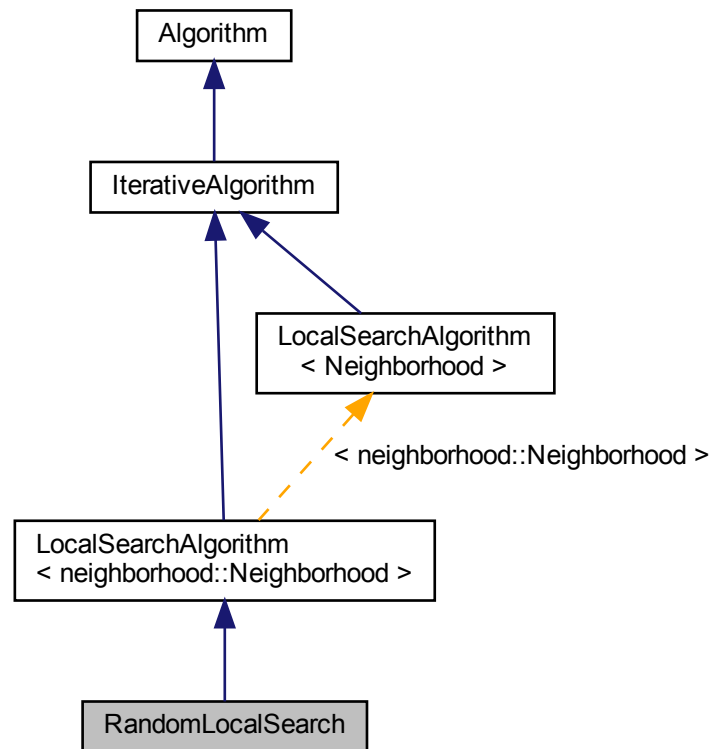 Algorithm
IterativeAlgorithm
LocalSearchAlgorithm
< Neighborhood >
< neighborhood::Neighborhood >
LocalSearchAlgorithm
< neighborhood::Neighborhood >
RandomLocalSearch